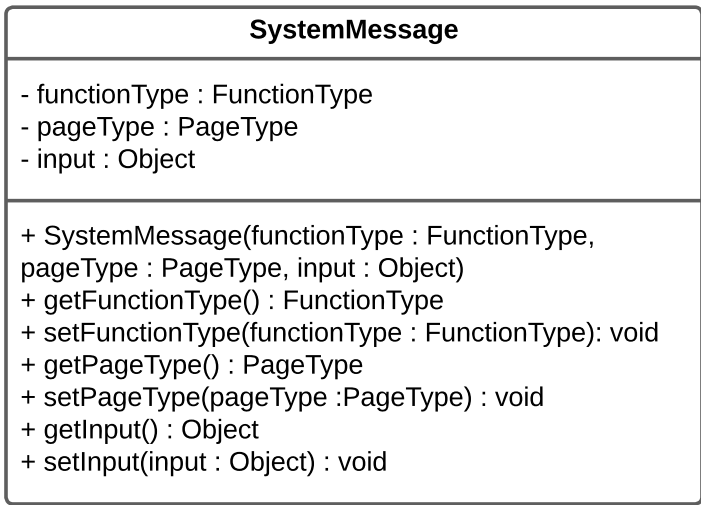 SystemMessage
- functionType : FunctionType
- pageType : PageType
- input : Object
+ SystemMessage(functionType : FunctionType,
pageType : PageType, input : Object)
+ getFunctionType() : FunctionType
+ setFunctionType(functionType : FunctionType): void
+ getPageType() : PageType
+ setPageType(pageType :PageType) : void
+ getInput() : Object
+ setInput(input : Object) : void